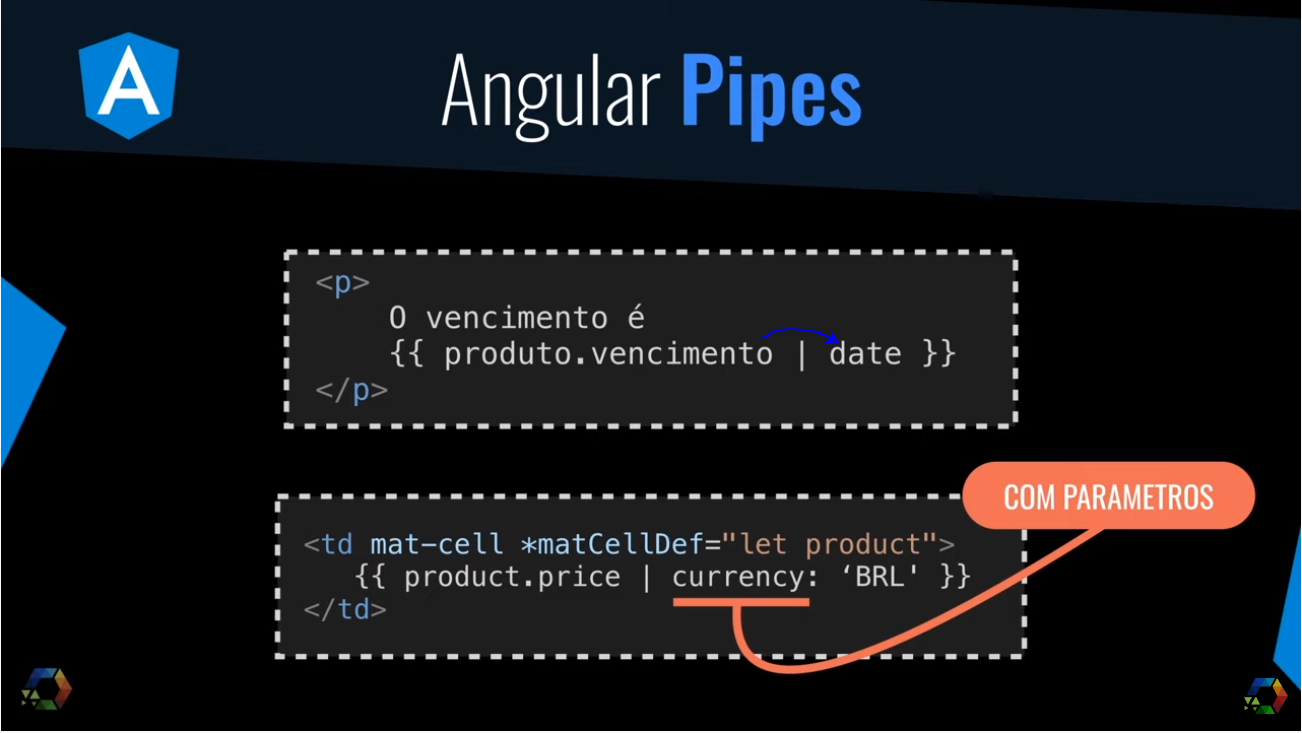 A
Angular Pipes
<p>
O vencimento é
{{ produto.vencimento | date }}
</p>
COM PARAMETROS
<td mat-cell *matCellDef="let product">
{{ product.price | currency: ‘BRL' }}
</td>